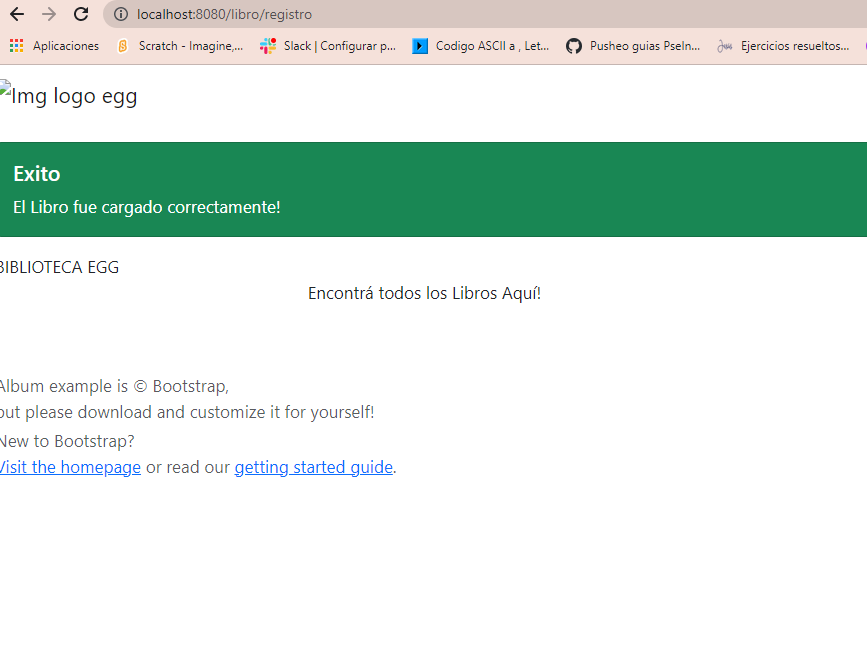 localhost:8080/libro/registro
Aplicaciones Scratch - Imagine,... Slack | Configurar p... Codigo ASCII a , Let... Pusheo guias PseIn... Ejercicios resueltos...
Img logo egg
Exito
El Libro fue cargado correctamente!
BIBLIOTECA EGG
Encontrá todos los Libros Aquí!
Album example is © Bootstrap,
but please download and customize it for yourself!
New to Bootstrap?
Visit the homepage or read our getting started guide.